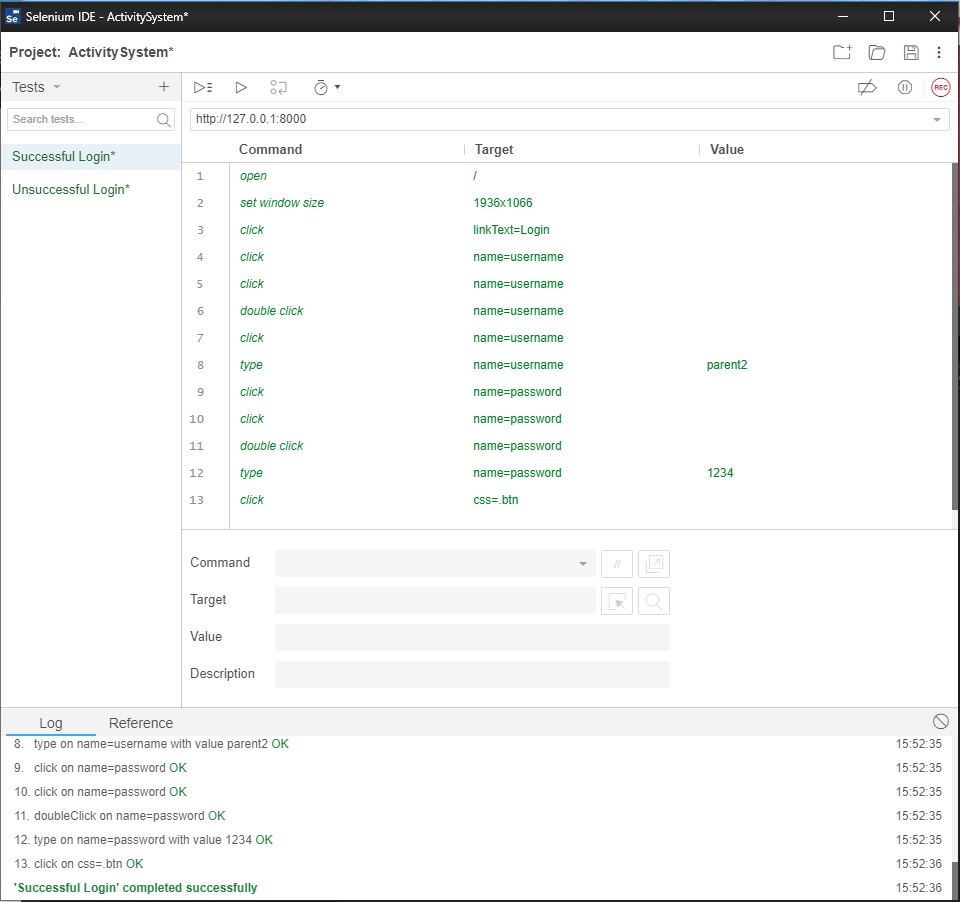 Se Selenium IDE - ActivitySystem*
Project: ActivitySystem*
Tests
REC
Search tests...
http://127.0.0.1:8000
Command Target Value
Successful Login*
Unsuccessful Login*
1 open /
2 set window size 1936x1066
3 click linkText=Login
4 click name=username
5 click name=username
6 double click name=username
7 click name=username
8 type name=username parent2
9 click name=password
10 click name=password
11 double click name=password
12 type name=password 1234
13 click css=.btn
Command //
Target
Value
Description
Log Reference
8. type on name=username with value parent2 OK 15:52:35
9. click on name=password OK 15:52:35
10. click on name=password OK 15:52:35
11. doubleClick on name=password OK 15:52:35
12. type on name=password with value 1234 OK 15:52:35
13. click on css=.btn OK 15:52:36
'Successful Login' completed successfully 15:52:36